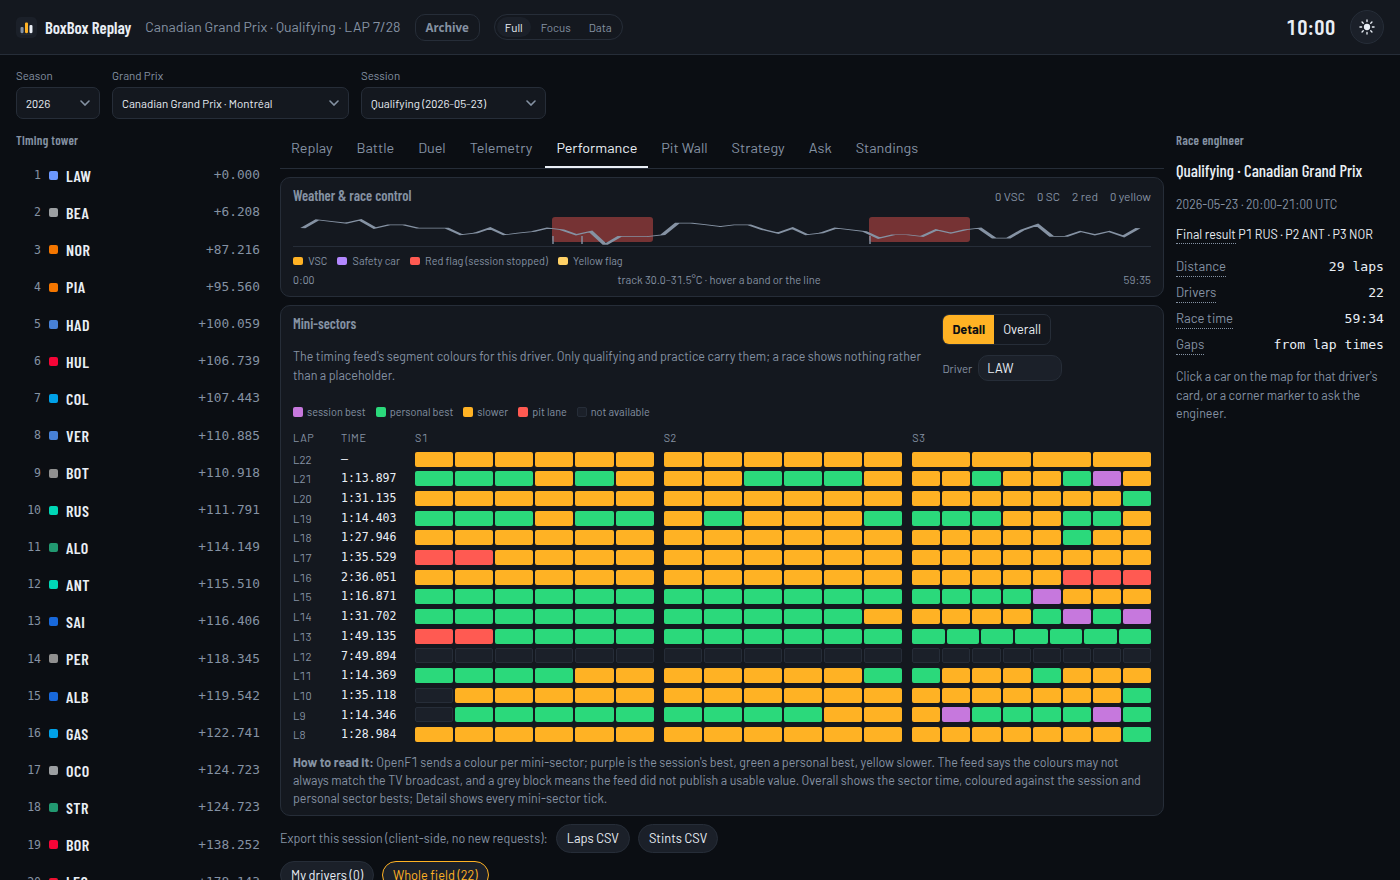 BoxBox Replay Canadian Grand Prix · Qualifying · LAP 7/28 Archive Full Focus Data 10:00
Season Grand Prix Session
2026 Canadian Grand Prix · Montréal Qualifying (2026-05-23)
Timing tower
1 LAW +0.000
2 BEA +6.208
3 NOR +87.216
4 PIA +95.560
5 HAD +100.059
6 HUL +106.739
7 COL +107.443
8 VER +110.885
9 BOT +110.918
10 RUS +111.791
11 ALO +114.149
12 ANT +115.510
13 SAI +116.406
14 PER +118.345
15 ALB +119.542
16 GAS +122.741
17 OCO +124.723
18 STR +124.723
19 BOR +138.252
Replay Battle Duel Telemetry Performance Pit Wall Strategy Ask Standings
Weather & race control 0 VSC 0 SC 2 red 0 yellow
VSC Safety car Red flag (session stopped) Yellow flag
0:00 track 30.0–31.5°C · hover a band or the line 59:35
Mini-sectors
Detail Overall
The timing feed's segment colours for this driver. Only qualifying and practice carry them; a race shows nothing rather
than a placeholder.
Driver LAW
session best personal best slower pit lane not available
LAP TIME S1 S2 S3
L22 –
L21 1:13.897
L20 1:31.135
L19 1:14.403
L18 1:27.946
L17 1:35.529
L16 2:36.051
L15 1:16.871
L14 1:31.702
L13 1:49.135
L12 7:49.894
L11 1:14.369
L10 1:35.118
L9 1:14.346
L8 1:28.984
How to read it: OpenF1 sends a colour per mini-sector; purple is the session's best, green a personal best, yellow slower. The feed says the colours may not
always match the TV broadcast, and a grey block means the feed did not publish a usable value. Overall shows the sector time, coloured against the session and
personal sector bests; Detail shows every mini-sector tick.
Export this session (client-side, no new requests): Laps CSV Stints CSV
My drivers (0) Whole field (22)
Race engineer
Qualifying · Canadian Grand Prix
2026-05-23 · 20:00–21:00 UTC
Final result P1 RUS · P2 ANT · P3 NOR
Distance 29 laps
Drivers 22
Race time 59:34
Gaps from lap times
Click a car on the map for that driver's
card, or a corner marker to ask the
engineer.